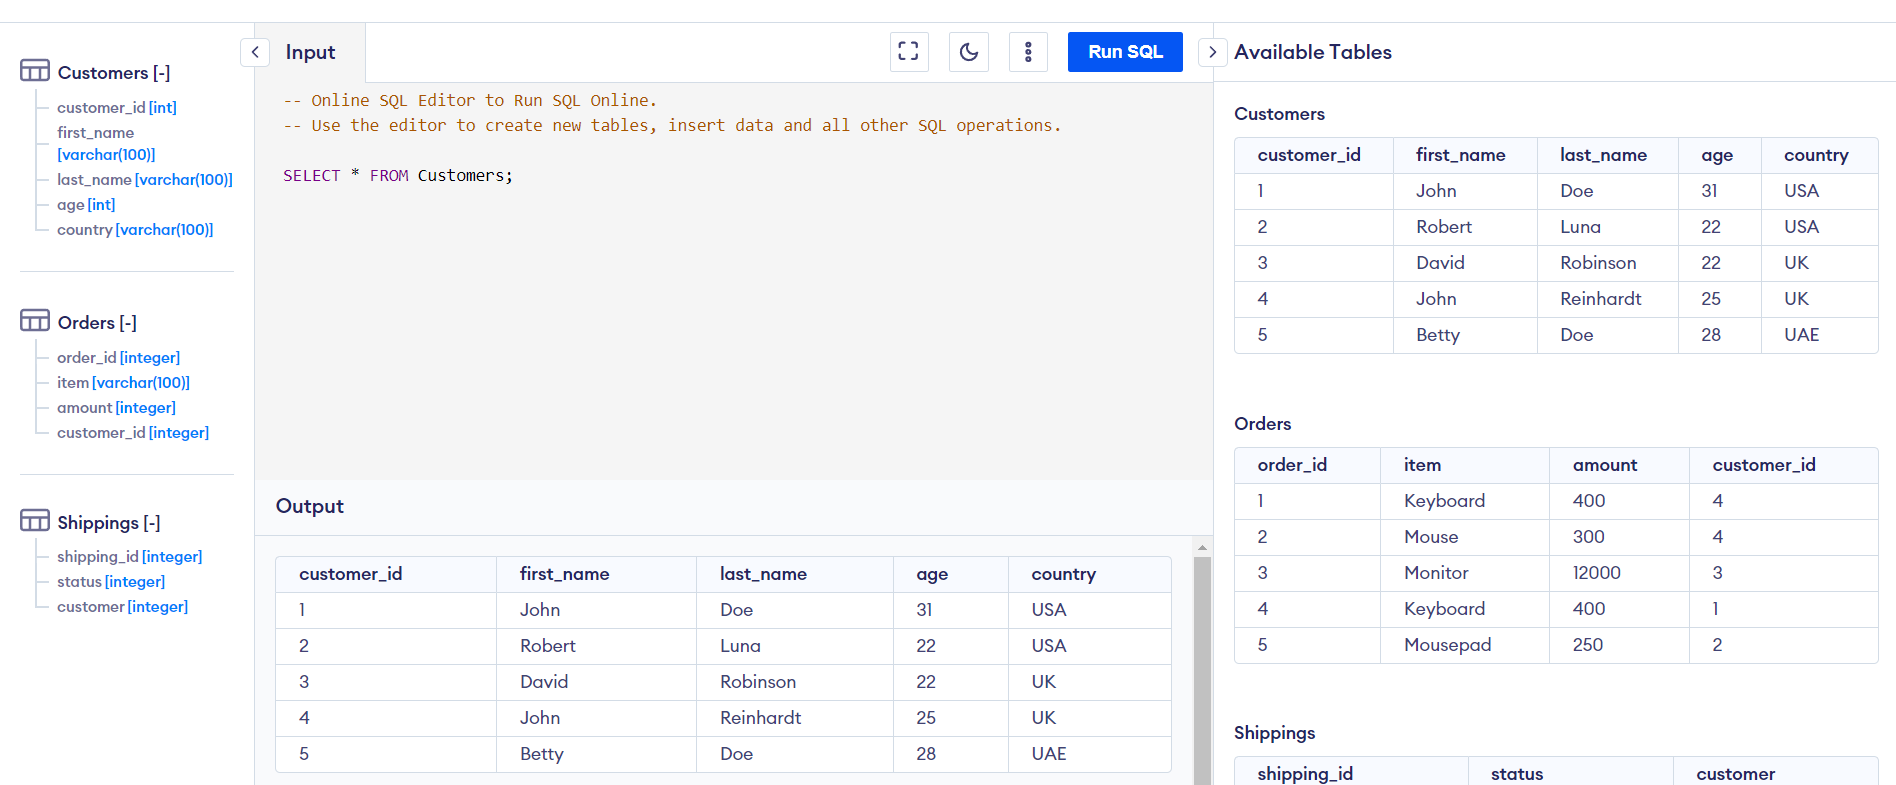 Customers [-]
customer_id [int]
first_name
[varchar(100)]
last_name [varchar(100)]
age [int]
country [varchar(100)]
Orders [-]
order_id [integer]
item [varchar(100)]
amount [integer]
customer_id [integer]
Shippings [-]
shipping_id [integer]
status [integer]
customer [integer]
Input
Run SQL
-- Online SQL Editor to Run SQL Online.
-- Use the editor to create new tables, insert data and all other SQL operations.
SELECT * FROM Customers;
Output
customer_id first_name last_name age country
1 John Doe 31 USA
2 Robert Luna 22 USA
3 David Robinson 22 UK
4 John Reinhardt 25 UK
5 Betty Doe 28 UAE
Available Tables
Customers
customer_id first_name last_name age country
1 John Doe 31 USA
2 Robert Luna 22 USA
3 David Robinson 22 UK
4 John Reinhardt 25 UK
5 Betty Doe 28 UAE
Orders
order_id item amount customer_id
1 Keyboard 400 4
2 Mouse 300 4
3 Monitor 12000 3
4 Keyboard 400 1
5 Mousepad 250 2
Shippings
shipping_id status customer